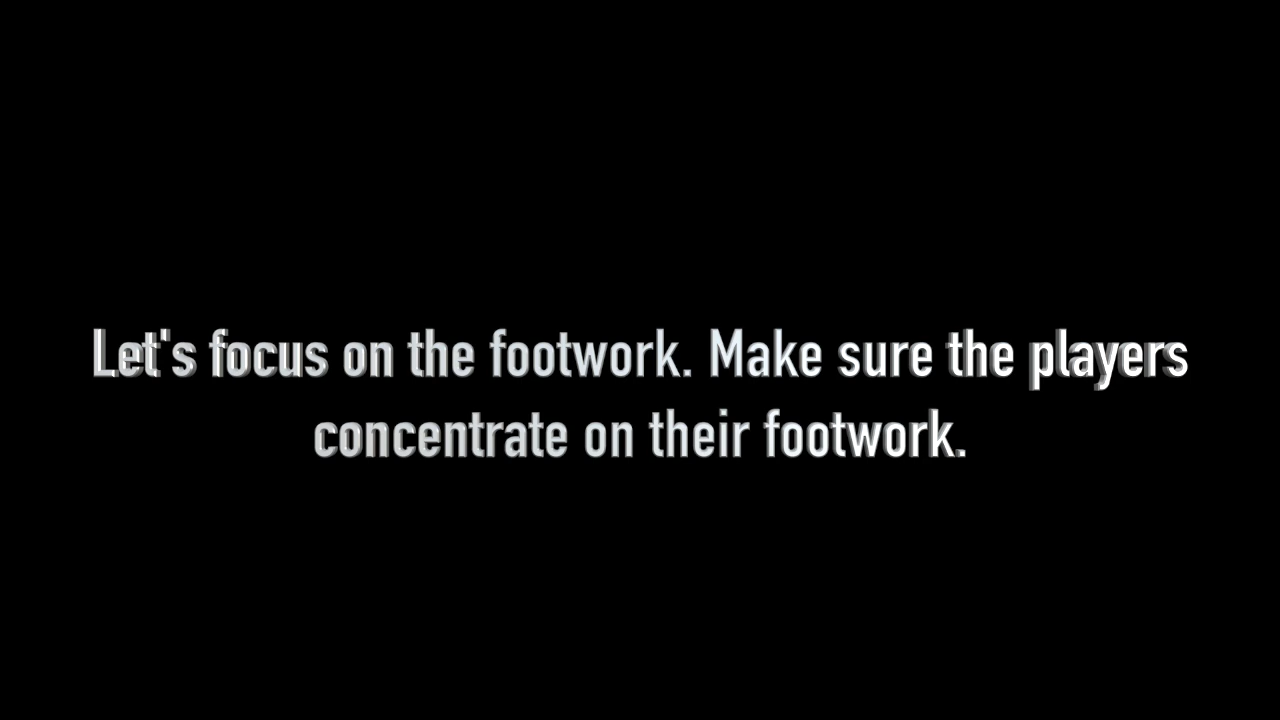 Let's focus on the footwork. Make sure the players
concentrate on their footwork.